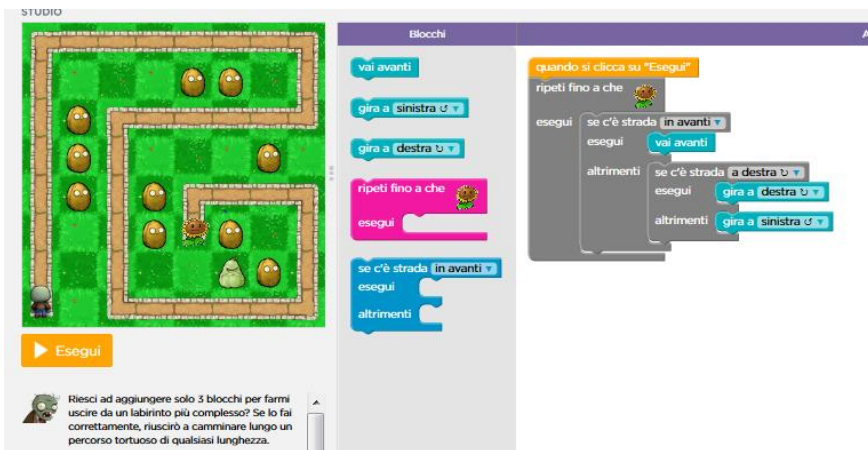 STUDIO
Blocchi
A
vai avanti
gira a sinistra ↺ ▼
gira a destra ↻ ▼
ripeti fino a che
esegui
se c'è strada in avanti ▼
esegui
altrimenti
quando si clicca su "Esegui"
ripeti fino a che
esegui
se c'è strada in avanti ▼
esegui
vai avanti
altrimenti
se c'è strada a destra ↻ ▼
esegui
gira a destra ↻ ▼
altrimenti
gira a sinistra ↺ ▼
Esegui
Riesci ad aggiungere solo 3 blocchi per farmi
uscire da un labirinto più complesso? Se lo fai
correttamente, riuscirò a camminare lungo un
percorso tortuoso di qualsiasi lunghezza.